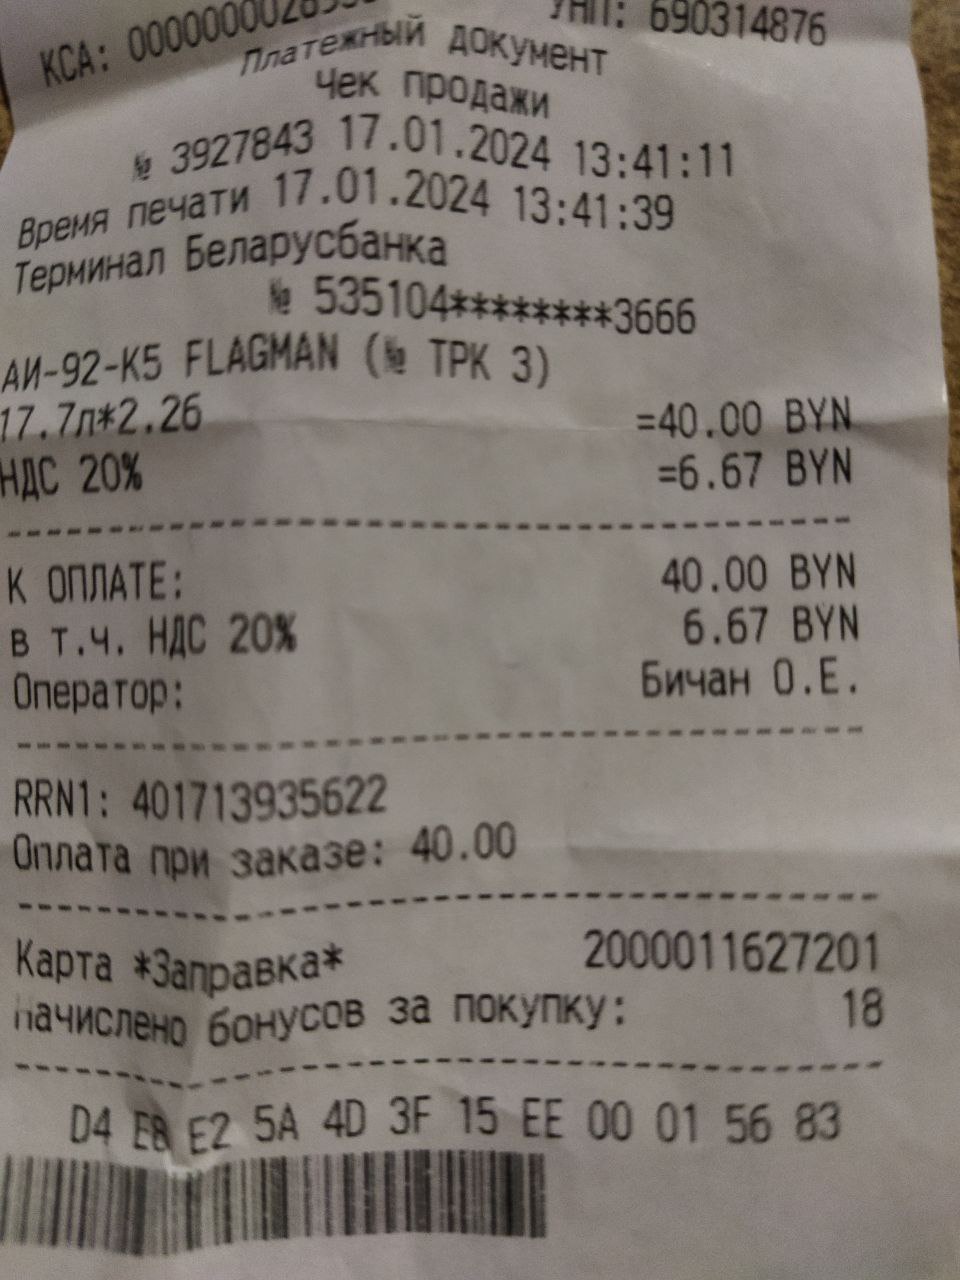 КСА: УНП: 690314876
Платежный документ
Чек продажи
№ 3927843 17.01.2024 13:41:11
Время печати 17.01.2024 13:41:39
Терминал Беларусбанка
№ 535104********3666
АИ-92-К5 FLAGMAN (№ ТРК 3)
17.7л*2.26 =40.00 BYN
НДС 20% =6.67 BYN
К ОПЛАТЕ: 40.00 BYN
в т.ч. НДС 20% 6.67 BYN
Оператор: Бичан О.Е.
RRN1: 401713935622
Оплата при заказе: 40.00
Карта *Заправка* 2000011627201
Начислено бонусов за покупку: 18
D4 EB E2 5A 4D 3F 15 EE 00 01 56 83